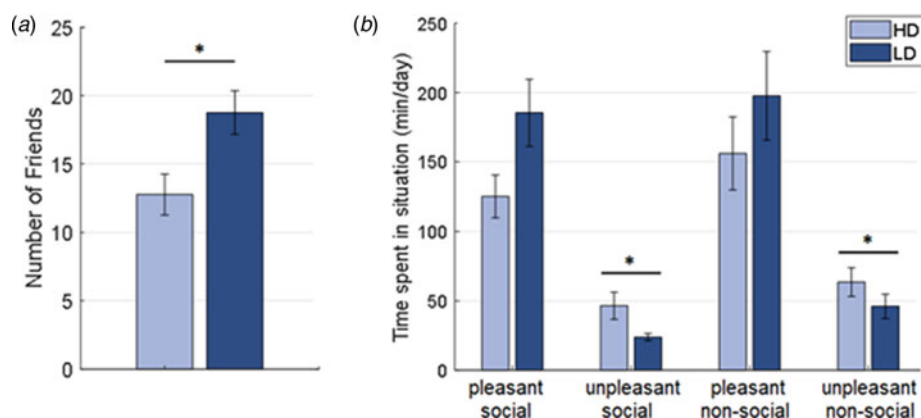 (a)
25
20
15
10
5
0
Number of Friends
*
(b)
250
200
150
100
50
0
Time spent in situation (min/day)
HD
LD
*
*
pleasant social
unpleasant social
pleasant non-social
unpleasant non-social